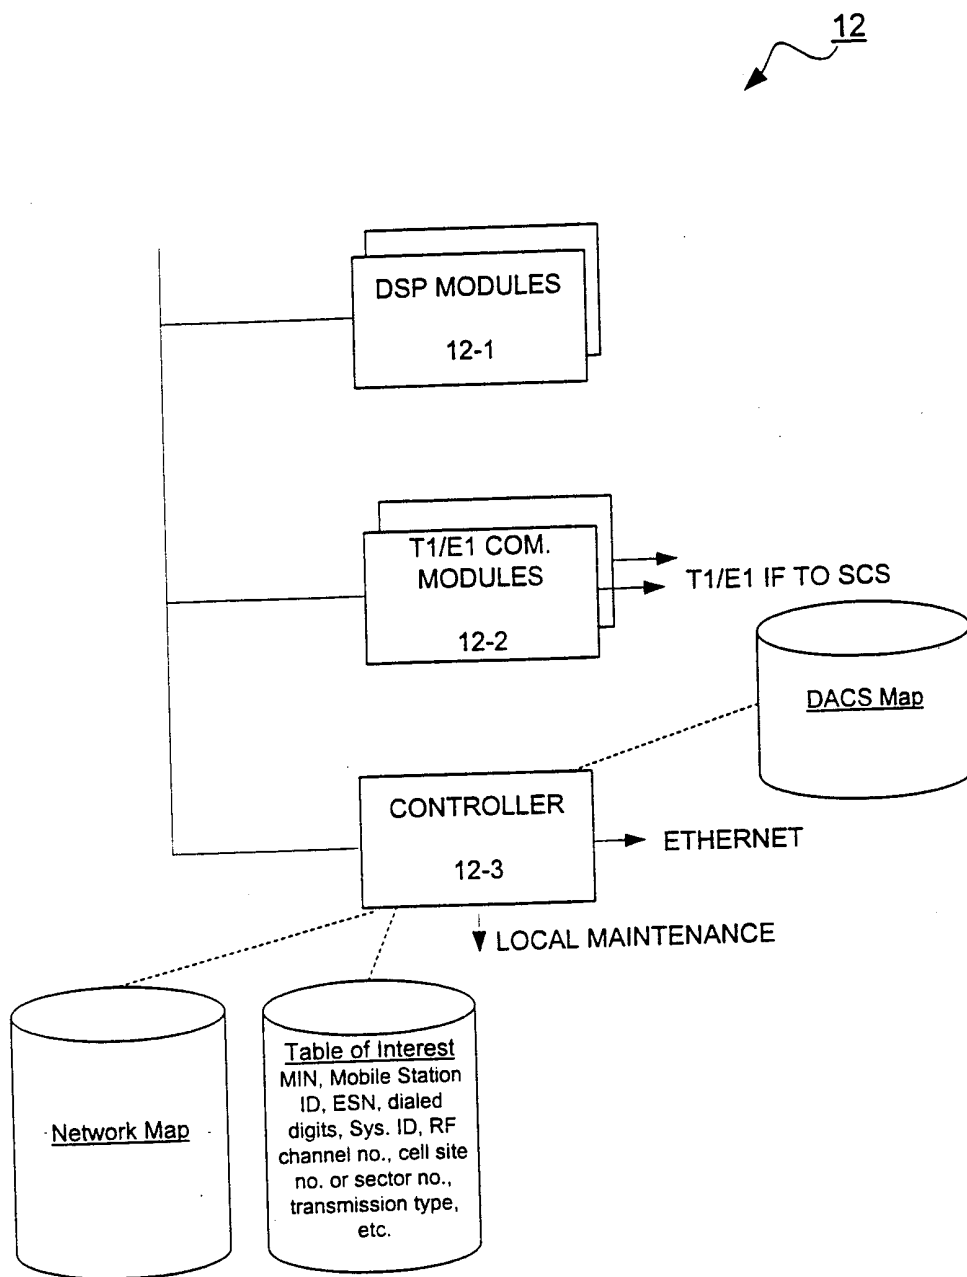 12
DSP MODULES
12-1
T1/E1 COM.
MODULES
12-2
T1/E1 IF TO SCS
DACS Map
CONTROLLER
12-3
ETHERNET
LOCAL MAINTENANCE
Network Map
Table of Interest
MIN, Mobile Station
ID, ESN, dialed
digits, Sys. ID, RF
channel no., cell site
no. or sector no.,
transmission type,
etc.